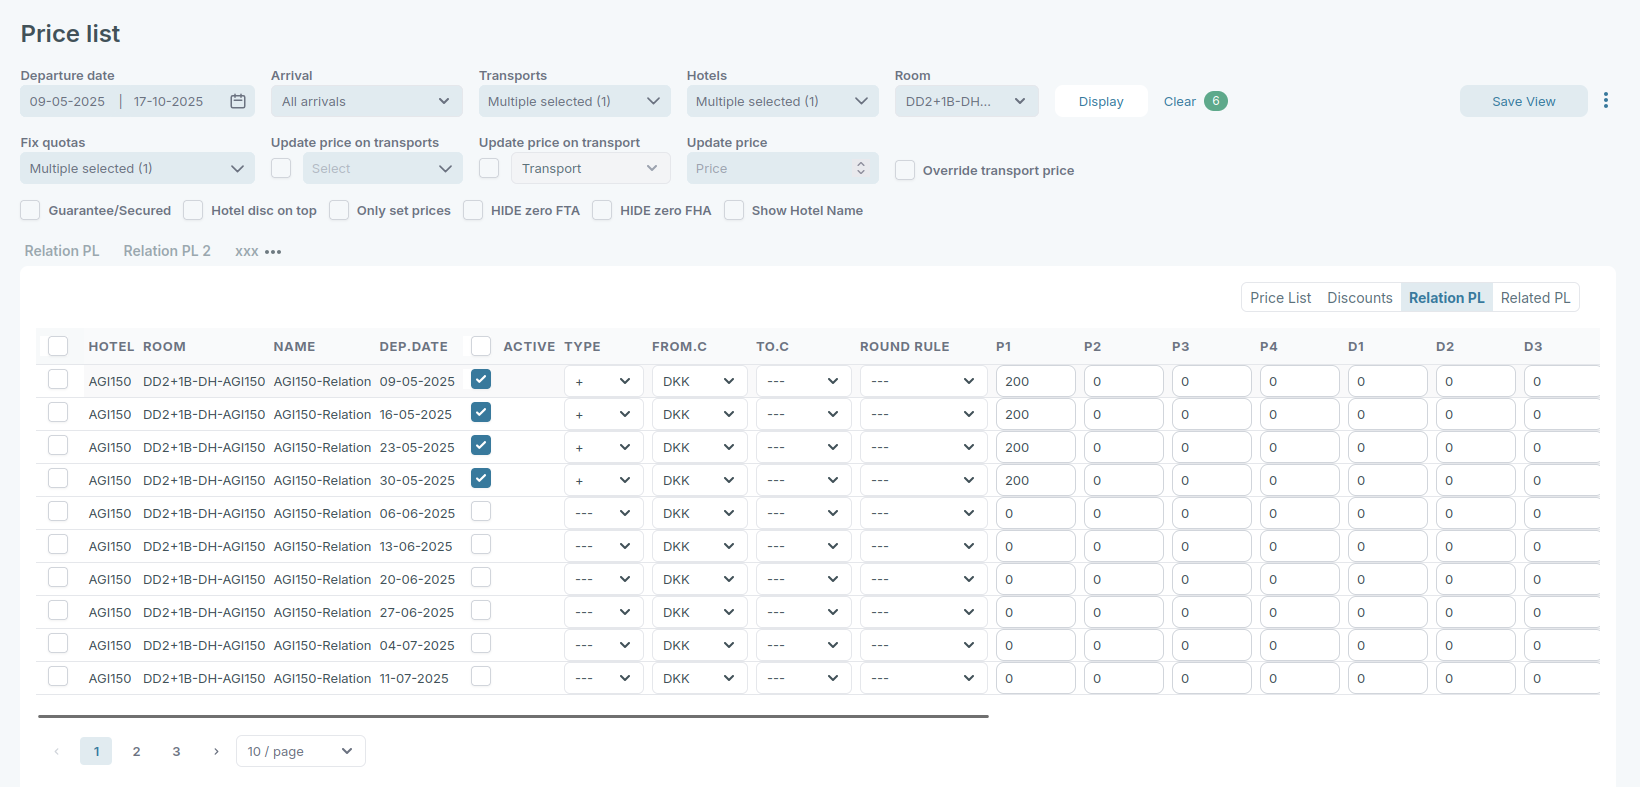 Price list
Departure date Arrival Transports Hotels Room
09-05-2025 | 17-10-2025 All arrivals Multiple selected (1) Multiple selected (1) DD2+1B-DH... Display Clear 6 Save View
Fix quotas Update price on transports Update price on transport Update price
Multiple selected (1) Select Transport Price Override transport price
Guarantee/Secured Hotel disc on top Only set prices HIDE zero FTA HIDE zero FHA Show Hotel Name
Relation PL Relation PL 2 xxx •••
Price List Discounts Relation PL Related PL
HOTEL ROOM NAME DEP.DATE ACTIVE TYPE FROM.C TO.C ROUND RULE P1 P2 P3 P4 D1 D2 D3
AGI150 DD2+1B-DH-AGI150 AGI150-Relation 09-05-2025 + DKK --- --- 200 0 0 0 0 0 0
AGI150 DD2+1B-DH-AGI150 AGI150-Relation 16-05-2025 + DKK --- --- 200 0 0 0 0 0 0
AGI150 DD2+1B-DH-AGI150 AGI150-Relation 23-05-2025 + DKK --- --- 200 0 0 0 0 0 0
AGI150 DD2+1B-DH-AGI150 AGI150-Relation 30-05-2025 + DKK --- --- 200 0 0 0 0 0 0
AGI150 DD2+1B-DH-AGI150 AGI150-Relation 06-06-2025 --- DKK --- --- 0 0 0 0 0 0 0
AGI150 DD2+1B-DH-AGI150 AGI150-Relation 13-06-2025 --- DKK --- --- 0 0 0 0 0 0 0
AGI150 DD2+1B-DH-AGI150 AGI150-Relation 20-06-2025 --- DKK --- --- 0 0 0 0 0 0 0
AGI150 DD2+1B-DH-AGI150 AGI150-Relation 27-06-2025 --- DKK --- --- 0 0 0 0 0 0 0
AGI150 DD2+1B-DH-AGI150 AGI150-Relation 04-07-2025 --- DKK --- --- 0 0 0 0 0 0 0
AGI150 DD2+1B-DH-AGI150 AGI150-Relation 11-07-2025 --- DKK --- --- 0 0 0 0 0 0 0
‹ 1 2 3 › 10 / page